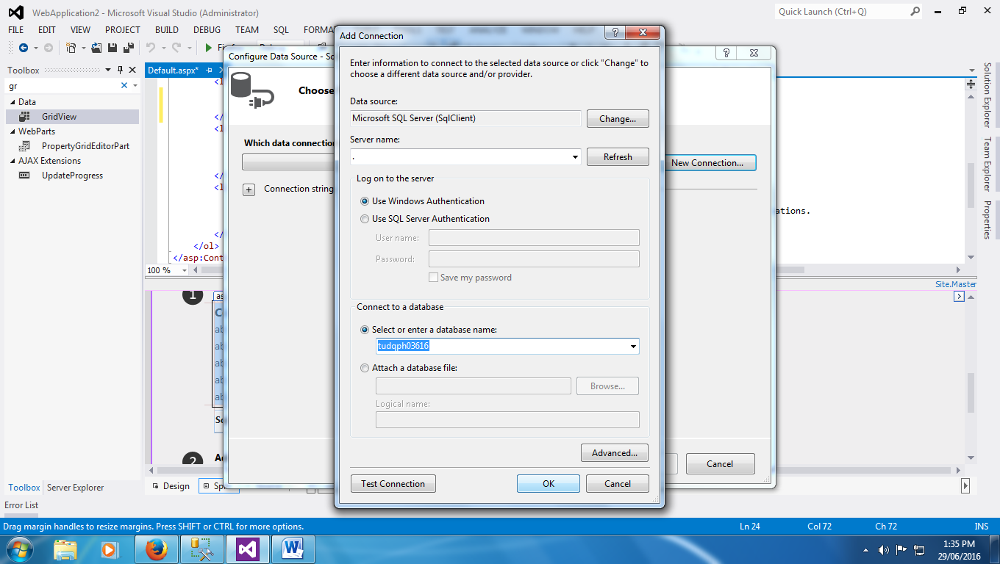 WebApplication2 - Microsoft Visual Studio (Administrator)
Quick Launch (Ctrl+Q)
FILE EDIT VIEW PROJECT BUILD DEBUG TEAM SQL
Add Connection
Configure Data Source -
Toolbox
Default.aspx*
gr
Data
GridView
WebParts
PropertyGridEditorPart
AJAX Extensions
UpdateProgress
Enter information to connect to the selected data source or click "Change" to
choose a different data source and/or provider.
Choose
Data source:
Microsoft SQL Server (SqlClient)
Change...
Which data connection
Server name:
.
Refresh
New Connection...
Connection string
Log on to the server
Use Windows Authentication
Use SQL Server Authentication
User name:
Password:
Save my password
ations.
</ol>
</asp:Cont
100 %
Site.Master
Connect to a database
Select or enter a database name:
tudqph03616
Attach a database file:
Browse...
Logical name:
1
2
Advanced...
Cancel
Test Connection
OK
Cancel
Solution Explorer
Team Explorer
Properties
Toolbox
Server Explorer
Design
Error List
Drag margin handles to resize margins. Press SHIFT or CTRL for more options.
Ln 24
Col 72
Ch 72
INS
1:35 PM
29/06/2016